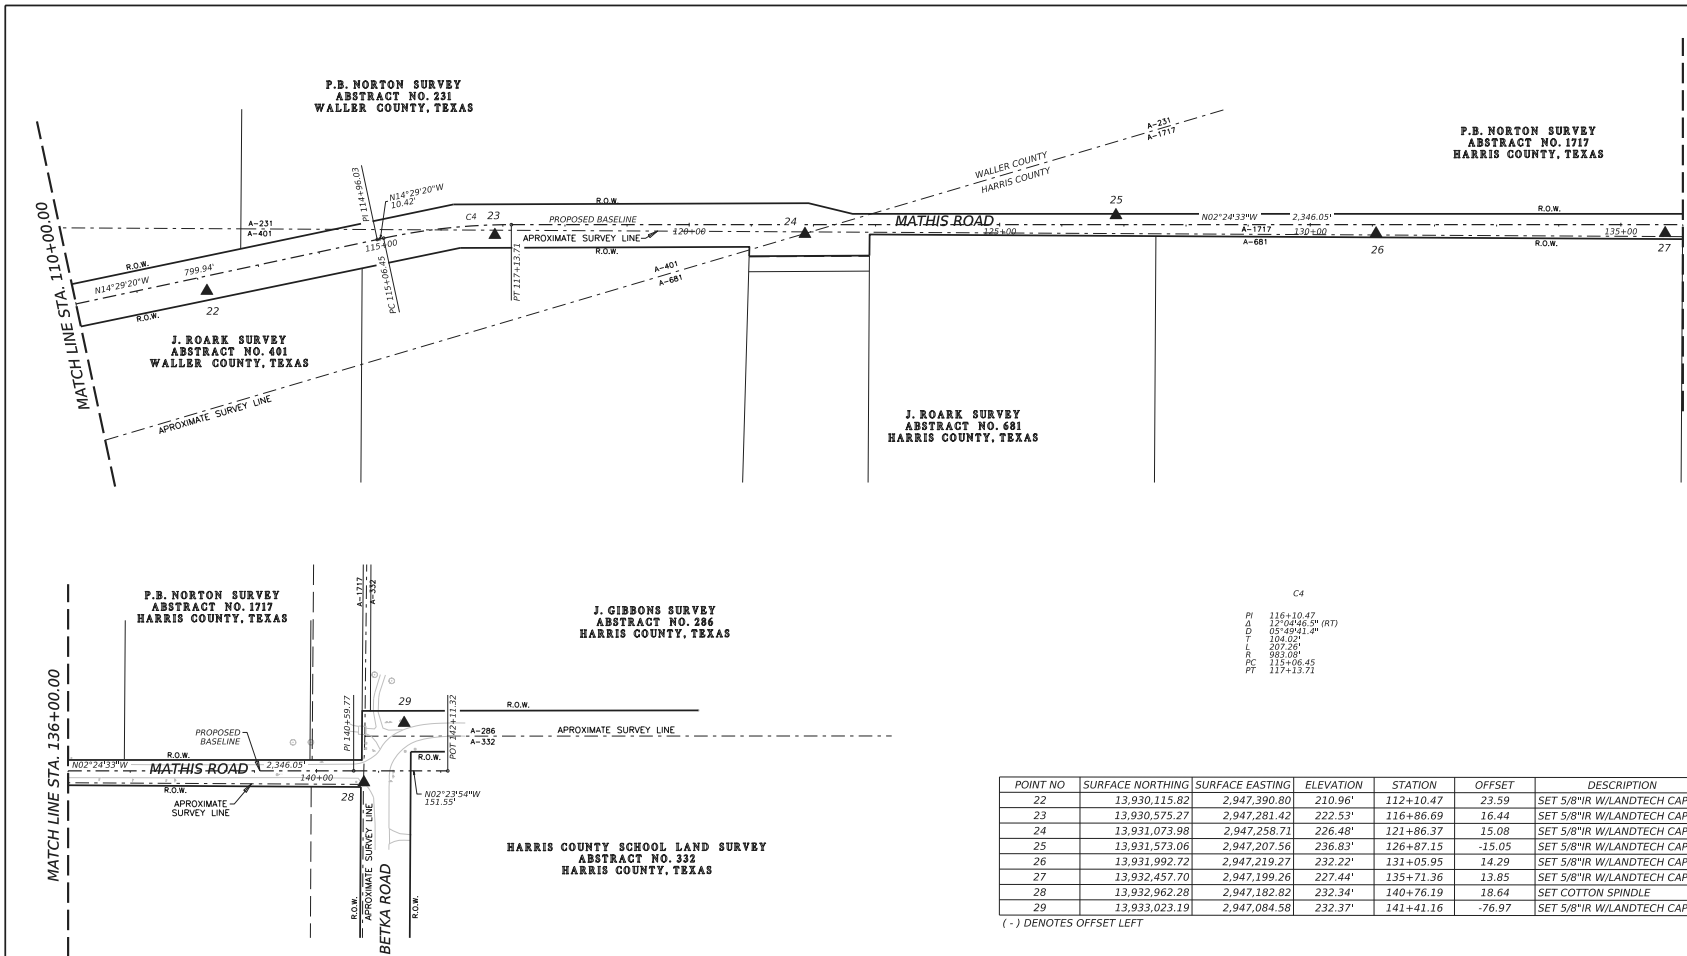 P.B. NORTON SURVEY
ABSTRACT NO. 231
WALLER COUNTY, TEXAS
P.B. NORTON SURVEY
ABSTRACT NO. 1717
HARRIS COUNTY, TEXAS
A-231
A-1717
WALLER COUNTY
HARRIS COUNTY
MATCH LINE STA. 110+00.00
PI 114+96.03
N14°29'20"W
10.42'
C4
23
R.O.W.
PROPOSED BASELINE
120+00
APROXIMATE SURVEY LINE
24
MATHIS ROAD
125+00
25
N02°24'33"W
2,346.05'
R.O.W.
A-1717
A-681
130+00
26
R.O.W.
135+00
27
A-231
A-401
R.O.W.
799.94'
N14°29'20"W
115+00
PC 115+06.45
PT 117+13.71
R.O.W.
R.O.W.
22
A-401
A-681
J. ROARK SURVEY
ABSTRACT NO. 401
WALLER COUNTY, TEXAS
APROXIMATE SURVEY LINE
J. ROARK SURVEY
ABSTRACT NO. 681
HARRIS COUNTY, TEXAS
P.B. NORTON SURVEY
ABSTRACT NO. 1717
HARRIS COUNTY, TEXAS
A-1717
A-332
J. GIBBONS SURVEY
ABSTRACT NO. 286
HARRIS COUNTY, TEXAS
MATCH LINE STA. 136+00.00
PI 140+59.77
29
POT 142+11.32
R.O.W.
A-286
A-332
APROXIMATE SURVEY LINE
PROPOSED
BASELINE
R.O.W.
N02°24'33"W
MATHIS ROAD
2,346.05'
140+00
R.O.W.
R.O.W.
28
APROXIMATE
SURVEY LINE
N02°23'54"W
151.55'
APROXIMATE SURVEY LINE
R.O.W.
BETKA ROAD
R.O.W.
HARRIS COUNTY SCHOOL LAND SURVEY
ABSTRACT NO. 332
HARRIS COUNTY, TEXAS
C4
PI 116+10.47
Δ 12°04'46.5" (RT)
D 05°49'41.4"
T 104.02'
L 207.26'
R 983.08'
PC 115+06.45
PT 117+13.71
POINT NO SURFACE NORTHING SURFACE EASTING ELEVATION STATION OFFSET DESCRIPTION
22 13,930,115.82 2,947,390.80 210.96' 112+10.47 23.59 SET 5/8"IR W/LANDTECH CAP
23 13,930,575.27 2,947,281.42 222.53' 116+86.69 16.44 SET 5/8"IR W/LANDTECH CAP
24 13,931,073.98 2,947,258.71 226.48' 121+86.37 15.08 SET 5/8"IR W/LANDTECH CAP
25 13,931,573.06 2,947,207.56 236.83' 126+87.15 -15.05 SET 5/8"IR W/LANDTECH CAP
26 13,931,992.72 2,947,219.27 232.22' 131+05.95 14.29 SET 5/8"IR W/LANDTECH CAP
27 13,932,457.70 2,947,199.26 227.44' 135+71.36 13.85 SET 5/8"IR W/LANDTECH CAP
28 13,932,962.28 2,947,182.82 232.34' 140+76.19 18.64 SET COTTON SPINDLE
29 13,933,023.19 2,947,084.58 232.37' 141+41.16 -76.97 SET 5/8"IR W/LANDTECH CAP
( - ) DENOTES OFFSET LEFT